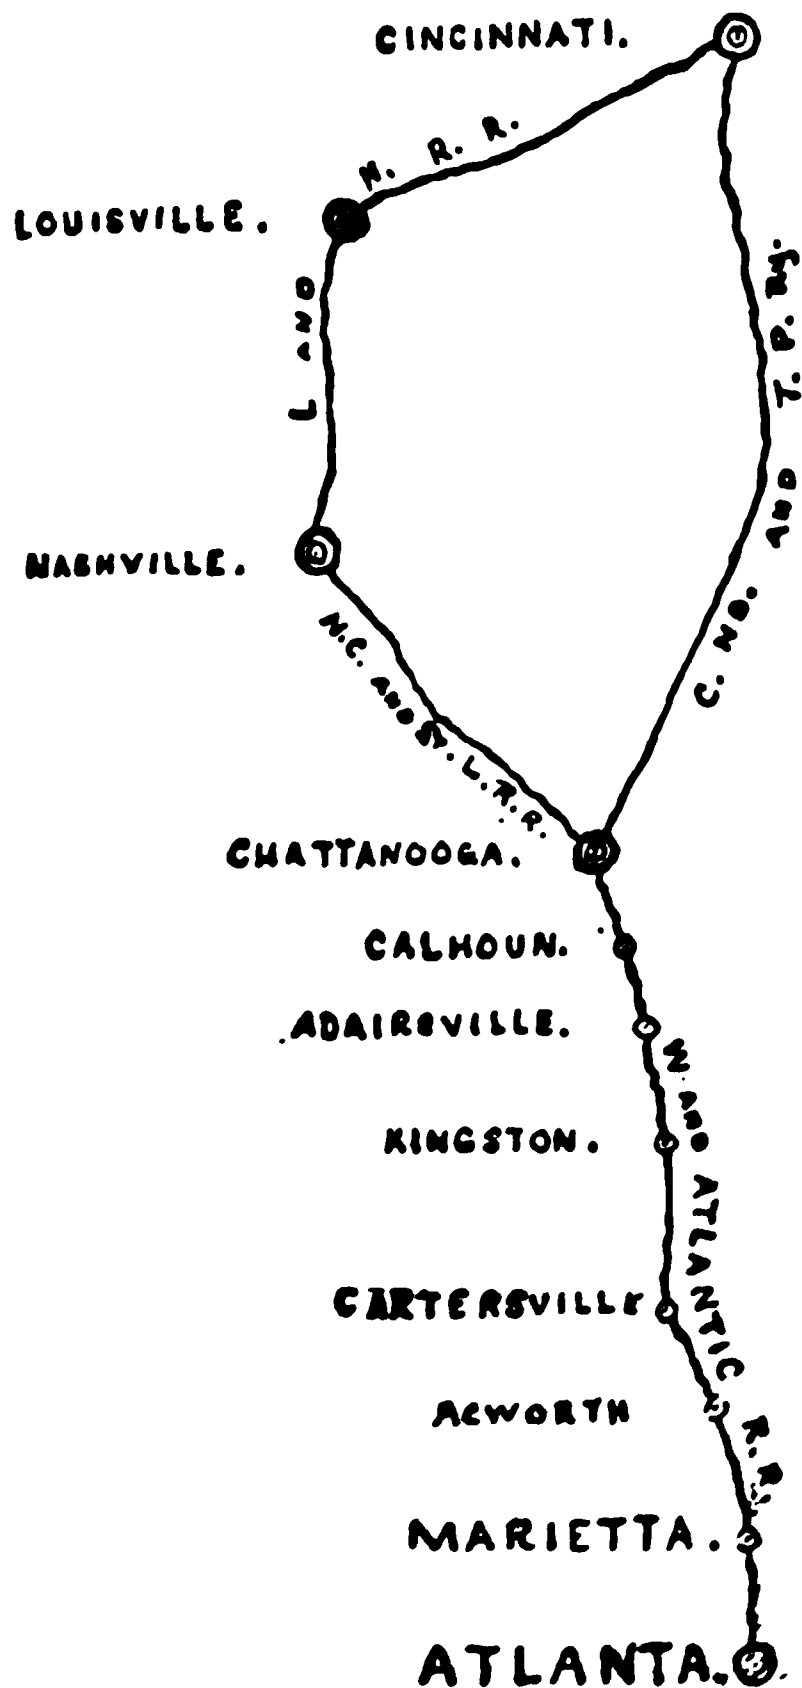 CINCINNATI.
N. R. R.
LOUISVILLE.
L AND
C. NO. AND T. P. Ry.
NASHVILLE.
N.C. AND ST. L. R. R.
CHATTANOOGA.
CALHOUN.
ADAIRSVILLE.
KINGSTON.
W. AND ATLANTIC R. R.
CARTERSVILLE
ACWORTH
MARIETTA.
ATLANTA.